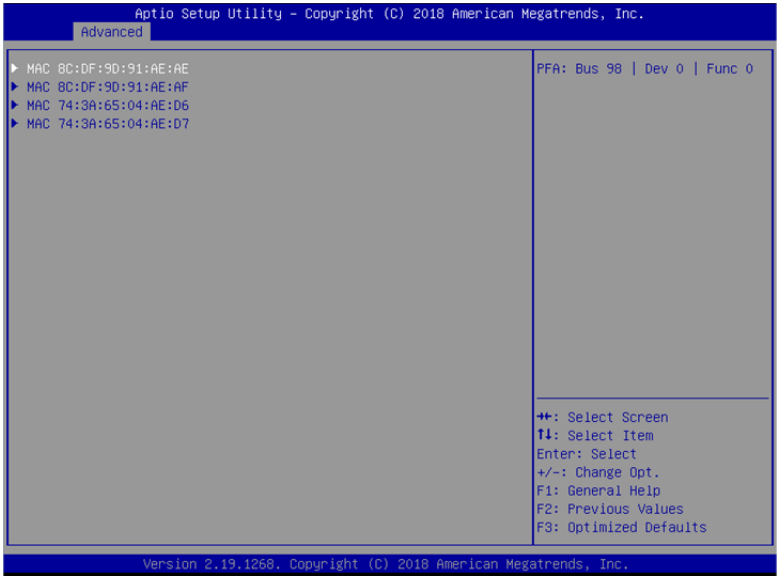 Aptio Setup Utility – Copyright (C) 2018 American Megatrends, Inc.
Advanced
▶ MAC 8C:DF:9D:91:AE:AE
▶ MAC 8C:DF:9D:91:AE:AF
▶ MAC 74:3A:65:04:AE:D6
▶ MAC 74:3A:65:04:AE:D7
PFA: Bus 98 | Dev 0 | Func 0
→←: Select Screen
↑↓: Select Item
Enter: Select
+/-: Change Opt.
F1: General Help
F2: Previous Values
F3: Optimized Defaults
Version 2.19.1268. Copyright (C) 2018 American Megatrends, Inc.